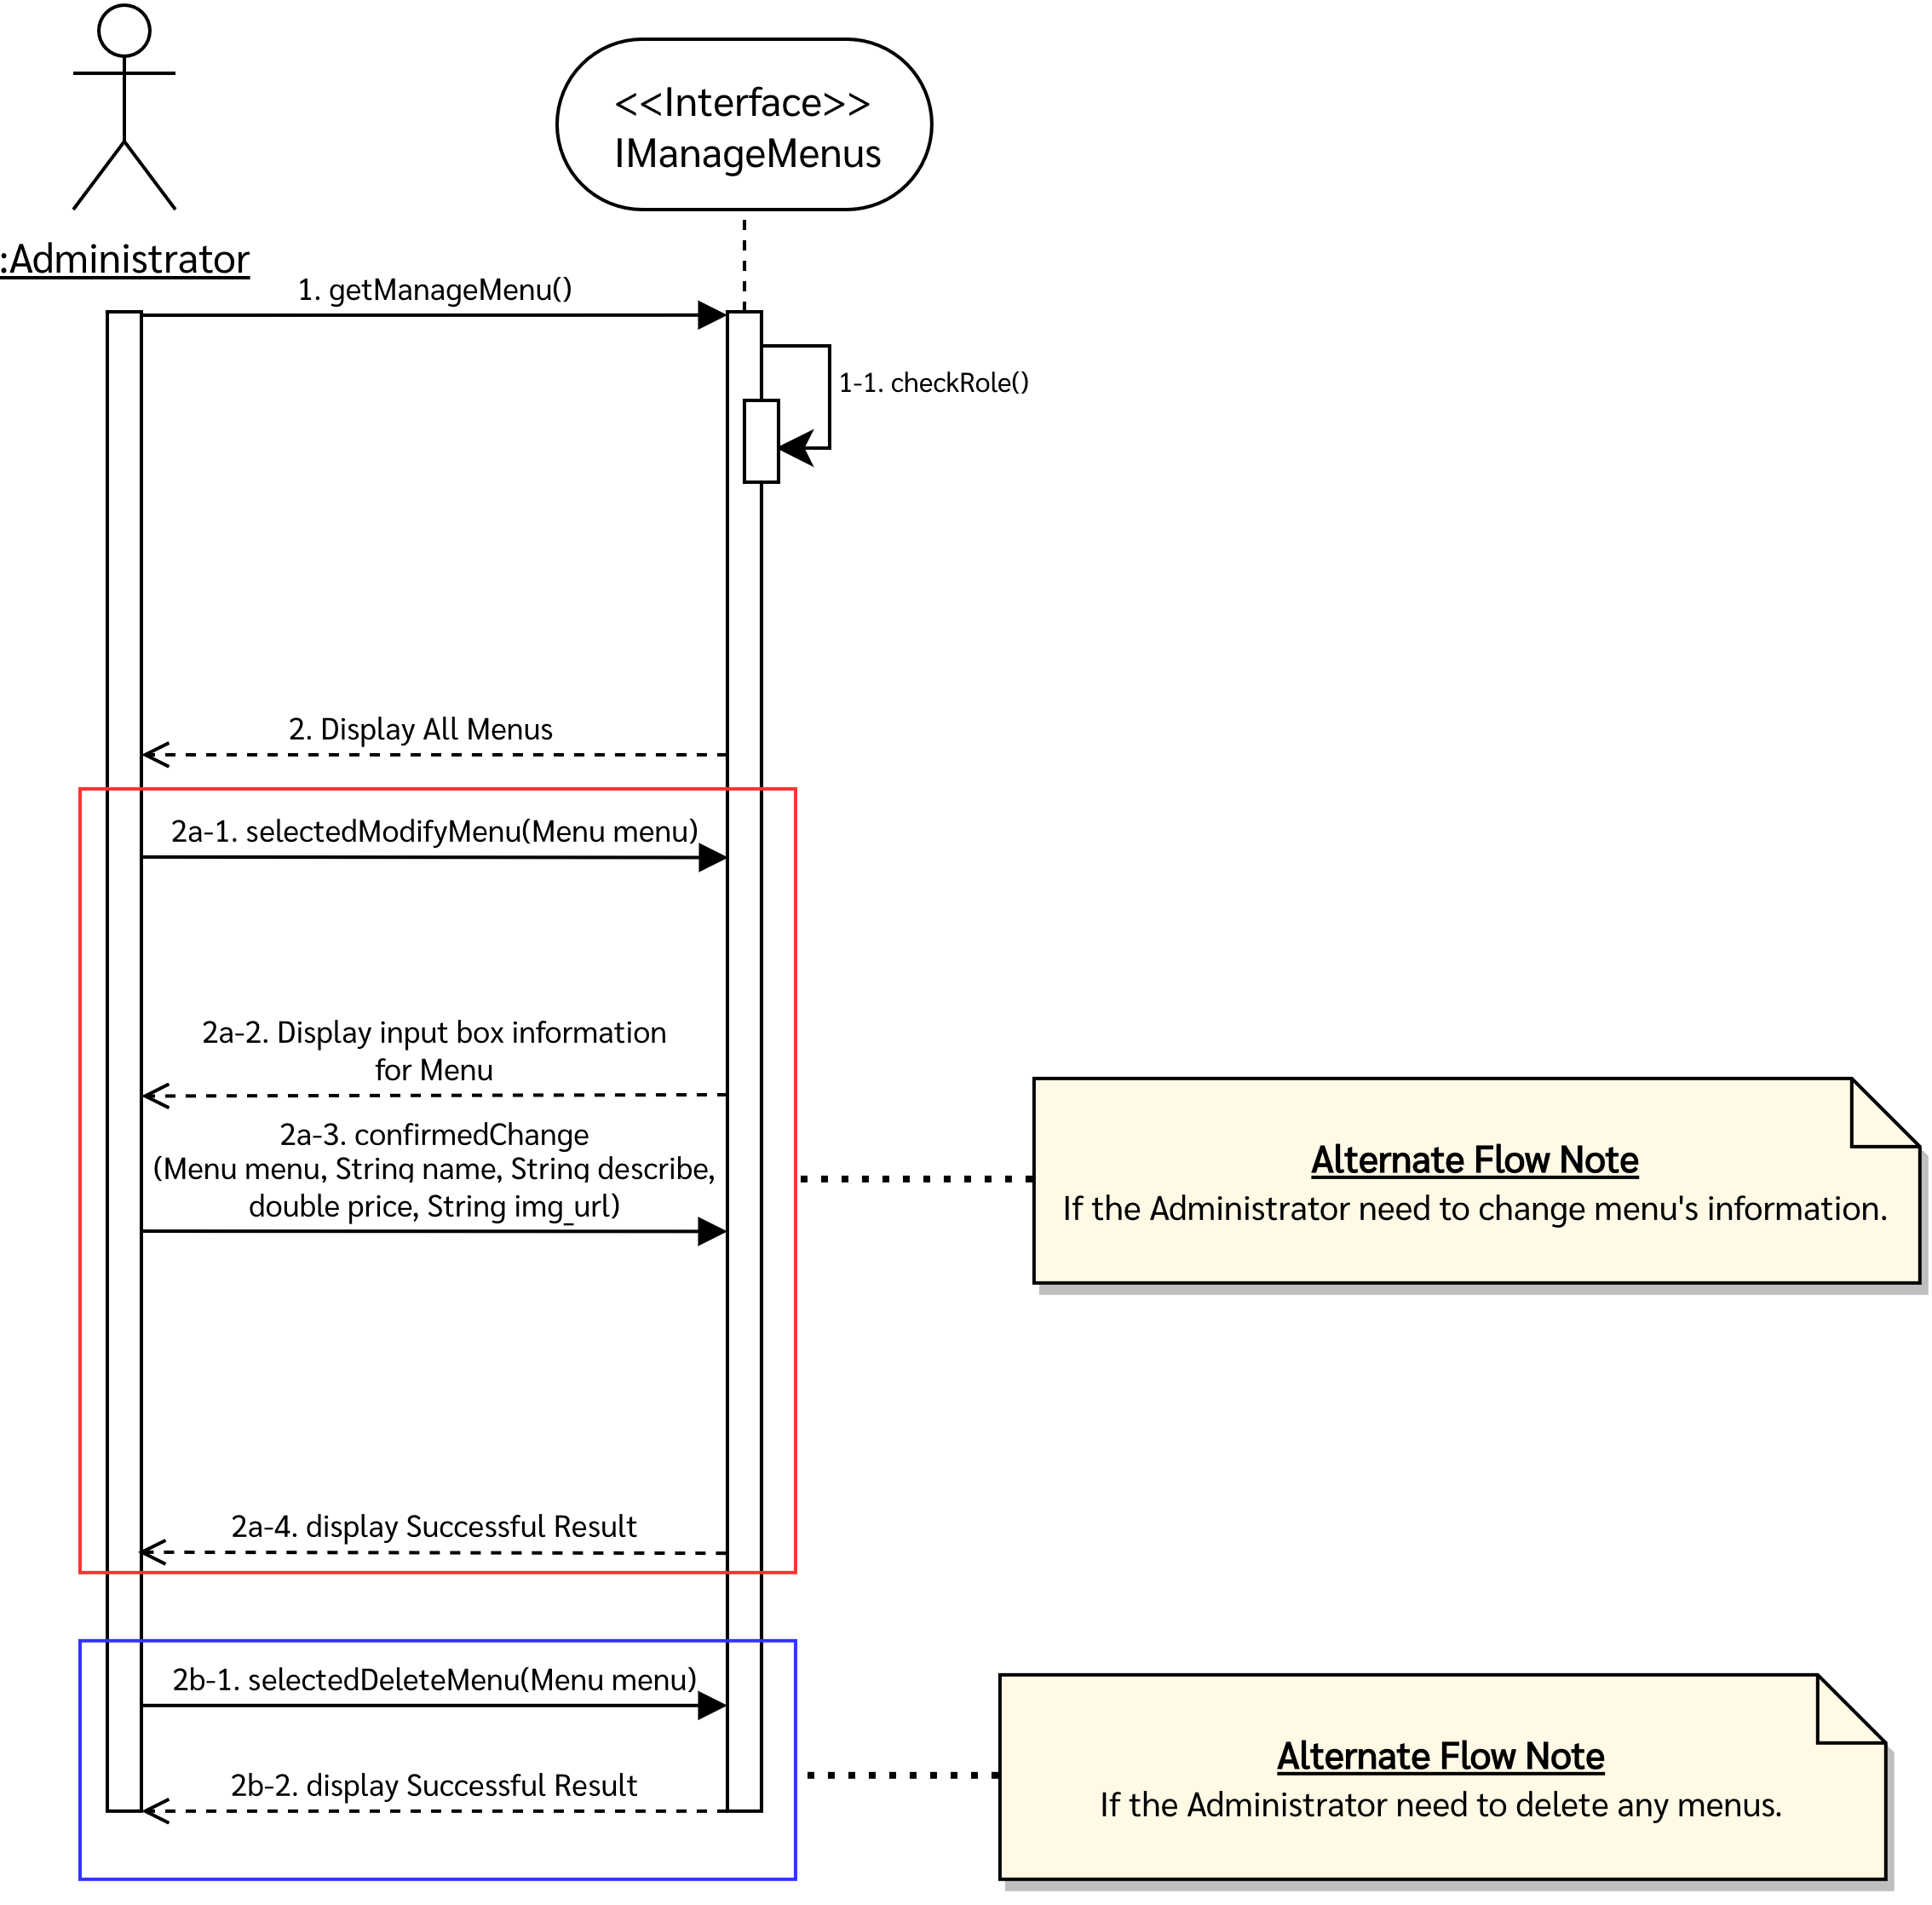 <<Interface>>
IManageMenus
:Administrator
1. getManageMenu()
1-1. checkRole()
2. Display All Menus
2a-1. selectedModifyMenu(Menu menu)
2a-2. Display input box information
for Menu
2a-3. confirmedChange
(Menu menu, String name, String describe,
double price, String img_url)
Alternate Flow Note
If the Administrator need to change menu's information.
2a-4. display Successful Result
2b-1. selectedDeleteMenu(Menu menu)
2b-2. display Successful Result
Alternate Flow Note
If the Administrator need to delete any menus.